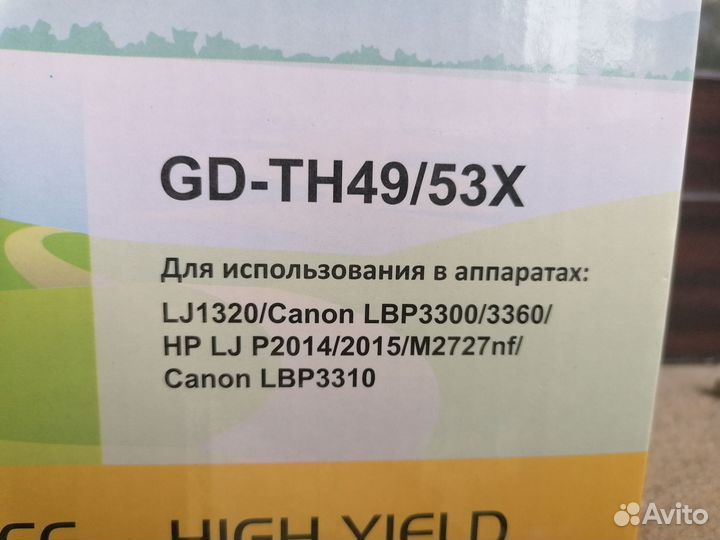 GD-TH49/53X
Для использования в аппаратах:
LJ1320/Canon LBP3300/3360/
HP LJ P2014/2015/M2727nf/
Canon LBP3310
HIGH YIELD
Avito